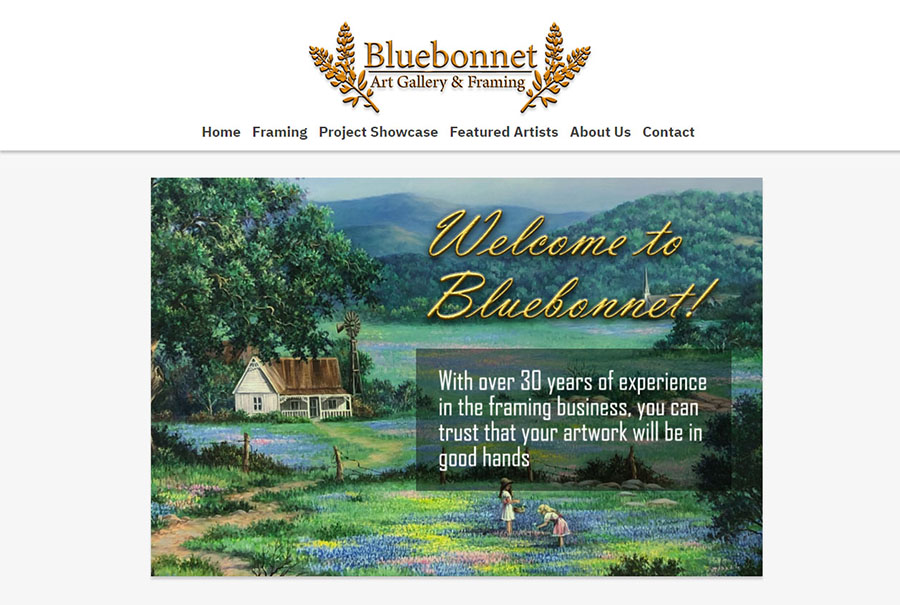 Bluebonnet
Art Gallery & Framing
Home Framing Project Showcase Featured Artists About Us Contact
Welcome to
Bluebonnet!
With over 30 years of experience
in the framing business, you can
trust that your artwork will be in
good hands